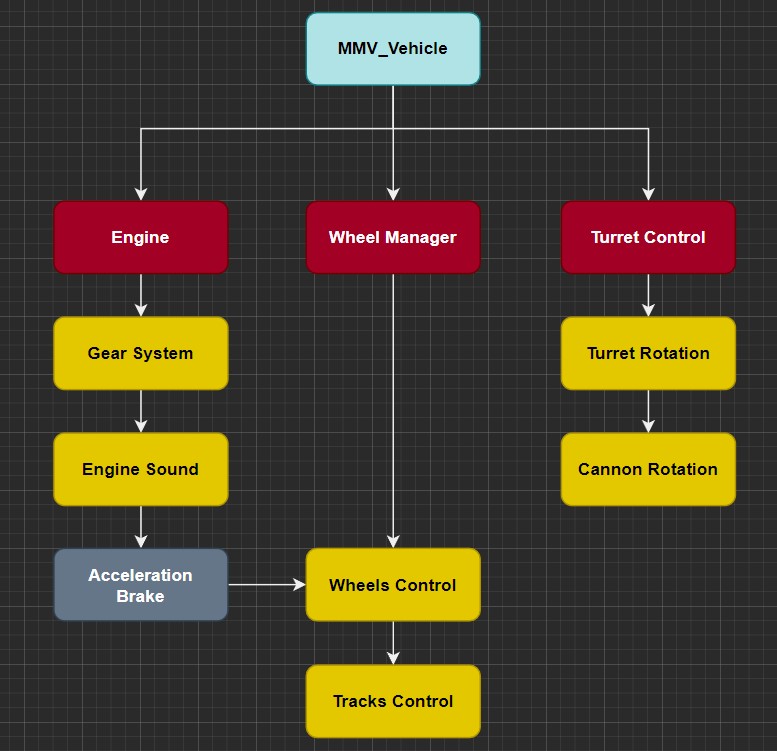 MMV_Vehicle
Engine
Wheel Manager
Turret Control
Gear System
Turret Rotation
Engine Sound
Cannon Rotation
Acceleration
Brake
Wheels Control
Tracks Control